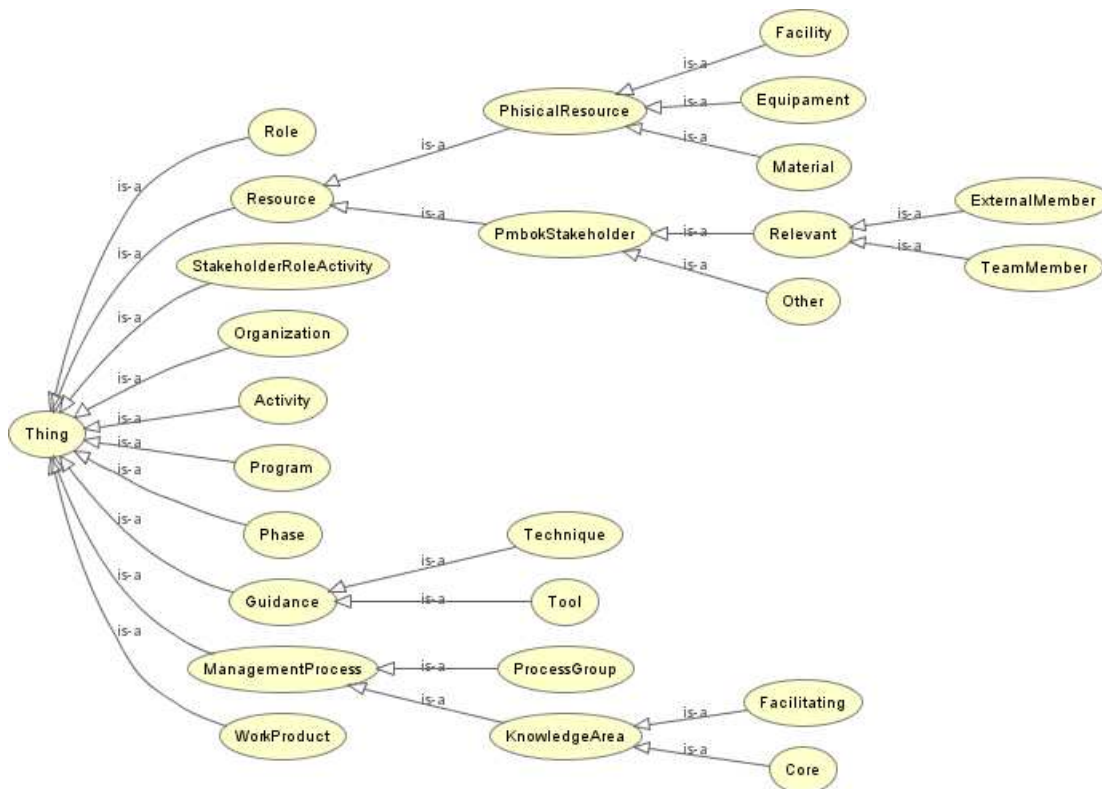 Facility
is-a
Equipament
is-a
PhisicalResource
Role
is-a
Material
is-a
is-a
Resource
ExternalMember
is-a
is-a
PmbokStakeholder
is-a
Relevant
is-a
StakeholderRoleActivity
is-a
TeamMember
is-a
Other
is-a
Organization
is-a
Activity
Thing
is-a
is-a
Program
is-a
Phase
Technique
is-a
is-a
Guidance
is-a
Tool
is-a
ManagementProcess
is-a
ProcessGroup
is-a
Facilitating
is-a
WorkProduct
KnowledgeArea
is-a
is-a
Core